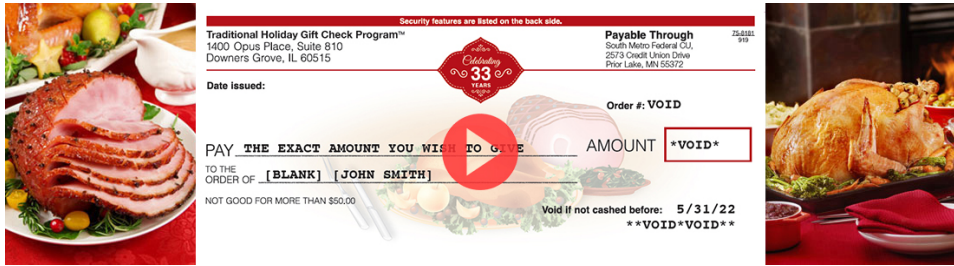 Security features are listed on the back side.
Traditional Holiday Gift Check Program™
1400 Opus Place, Suite 810
Downers Grove, IL 60515
Celebrating
33
YEARS
Payable Through
South Metro Federal CU,
2573 Credit Union Drive
Prior Lake, MN 55372
75-8181
919
Date issued:
Order #: VOID
PAY THE EXACT AMOUNT YOU WISH TO GIVE
AMOUNT *VOID*
TO THE
ORDER OF [BLANK] [JOHN SMITH]
NOT GOOD FOR MORE THAN $50.00
Void if not cashed before: 5/31/22
**VOID*VOID**